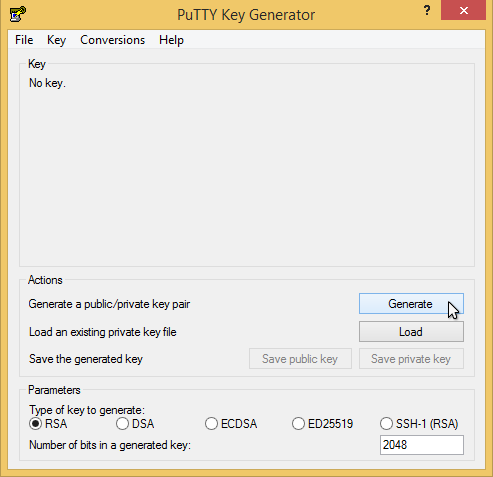 PuTTY Key Generator
? ×
File Key Conversions Help
Key
No key.
Actions
Generate a public/private key pair Generate
Load an existing private key file Load
Save the generated key Save public key Save private key
Parameters
Type of key to generate:
RSA DSA ECDSA ED25519 SSH-1 (RSA)
Number of bits in a generated key: 2048